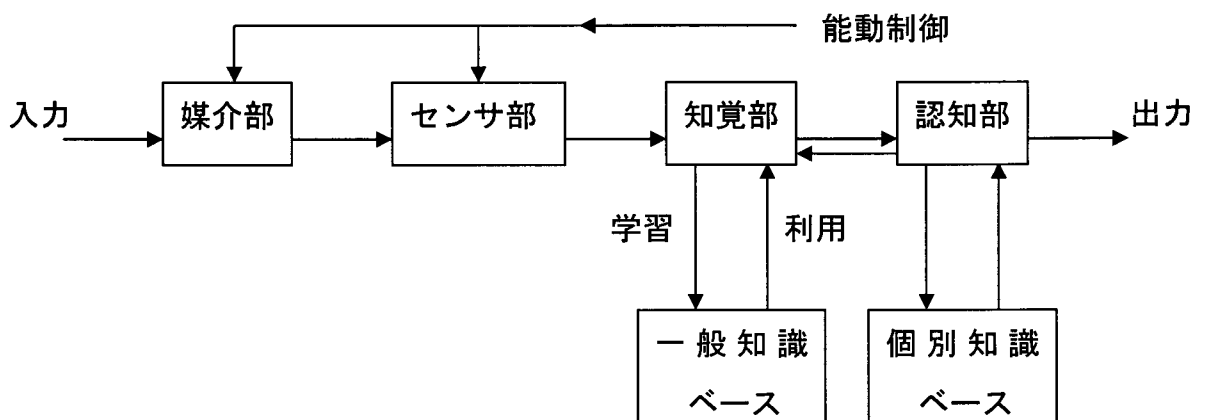 能動制御
入力
媒介部
センサ部
知覚部
認知部
出力
学習
利用
一般知識
ベース
個別知識
ベース